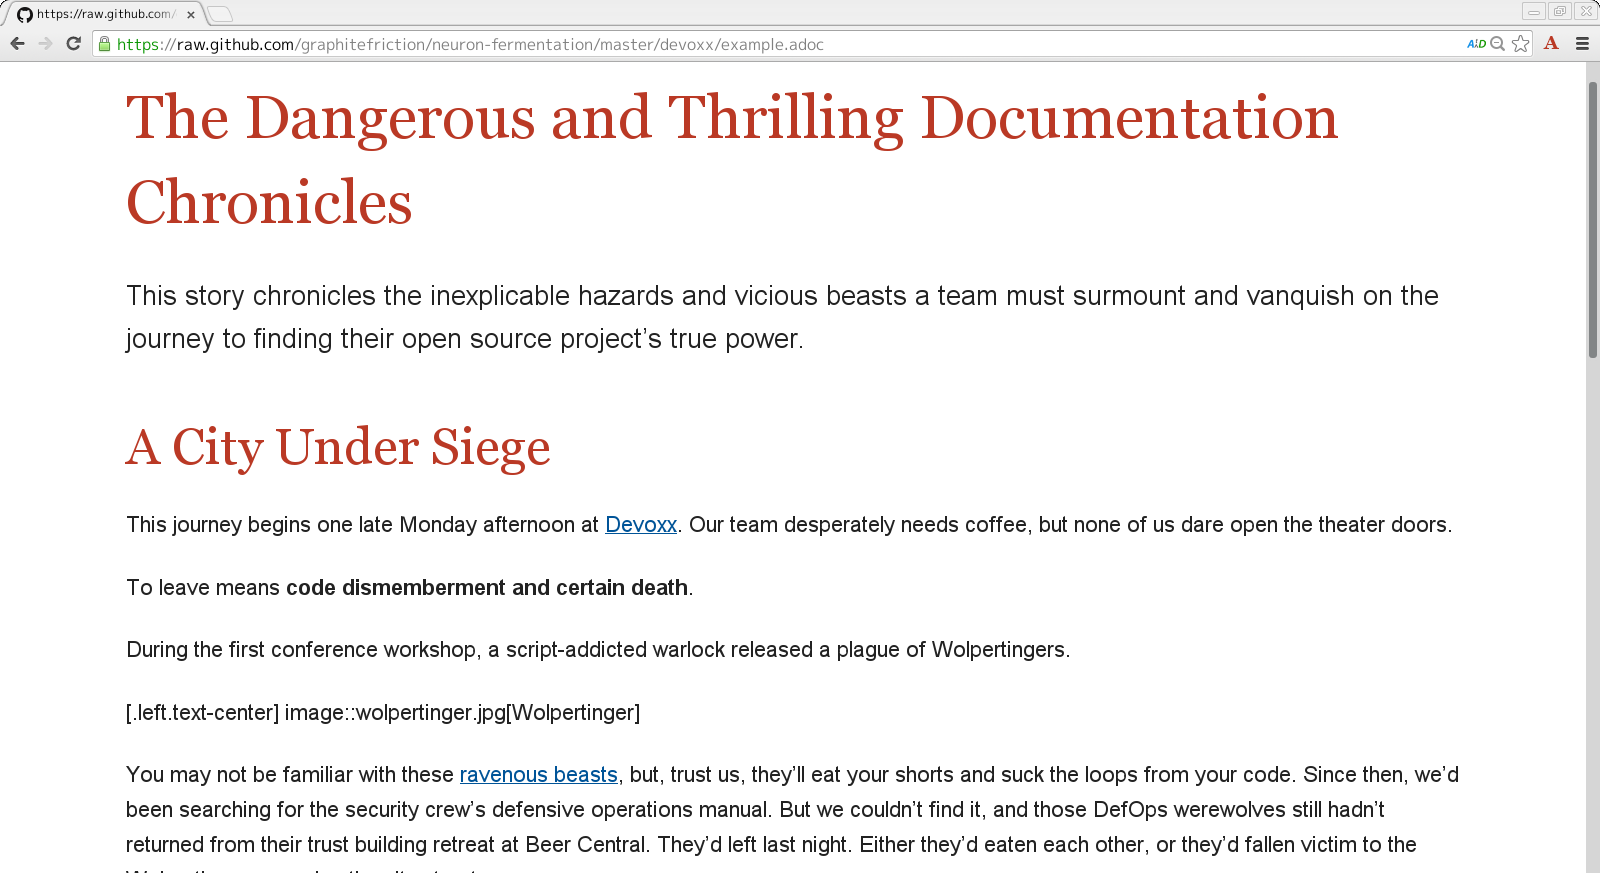 https://raw.github.com/
https://raw.github.com/graphitefriction/neuron-fermentation/master/devoxx/example.adoc
A
The Dangerous and Thrilling Documentation
Chronicles
This story chronicles the inexplicable hazards and vicious beasts a team must surmount and vanquish on the
journey to finding their open source project’s true power.
A City Under Siege
This journey begins one late Monday afternoon at Devoxx. Our team desperately needs coffee, but none of us dare open the theater doors.
To leave means code dismemberment and certain death.
During the first conference workshop, a script-addicted warlock released a plague of Wolpertingers.
[.left.text-center] image::wolpertinger.jpg[Wolpertinger]
You may not be familiar with these ravenous beasts, but, trust us, they’ll eat your shorts and suck the loops from your code. Since then, we’d
been searching for the security crew’s defensive operations manual. But we couldn’t find it, and those DefOps werewolves still hadn’t
returned from their trust building retreat at Beer Central. They’d left last night. Either they’d eaten each other, or they’d fallen victim to the